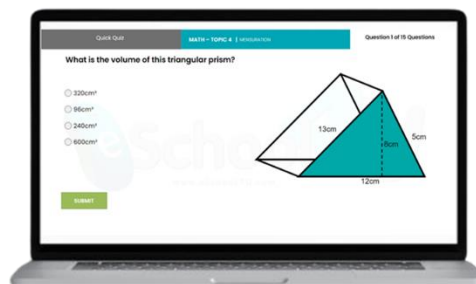 Quick Quiz
MATH – TOPIC 4 | MENSURATION
Question 1 of 15 Questions
What is the volume of this triangular prism?
320cm³
96cm³
240cm³
600cm³
13cm
6cm
5cm
12cm
SUBMIT